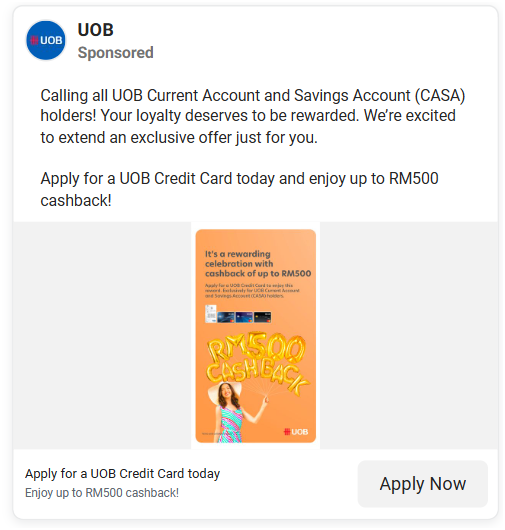 UOB
UOB
Sponsored
Calling all UOB Current Account and Savings Account (CASA)
holders! Your loyalty deserves to be rewarded. We’re excited
to extend an exclusive offer just for you.
Apply for a UOB Credit Card today and enjoy up to RM500
cashback!
It's a rewarding
celebration with
cashback of up to RM500
Apply for a UOB Credit Card to enjoy this
reward. Exclusively for UOB Current Account
and Savings Account (CASA) holders.
RM500
CASHBACK
UOB
Apply for a UOB Credit Card today
Enjoy up to RM500 cashback!
Apply Now